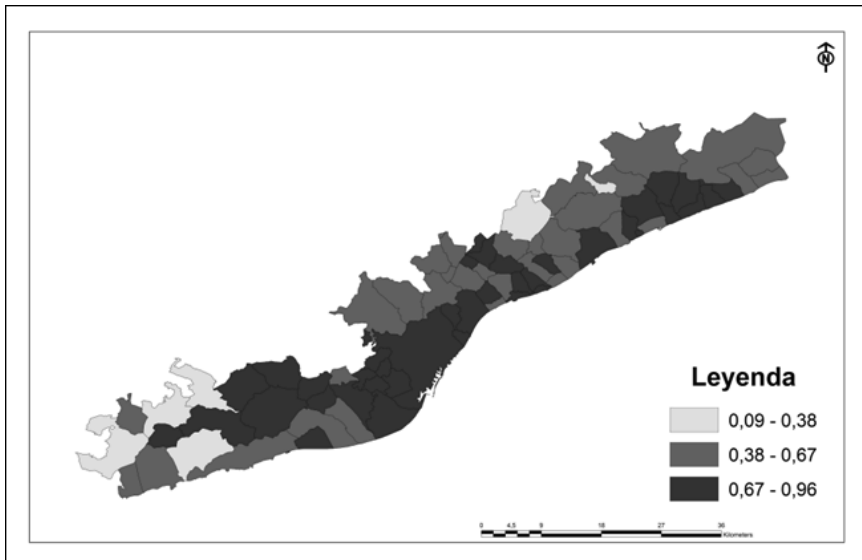 N
Leyenda
0,09 - 0,38
0,38 - 0,67
0,67 - 0,96
0 4,5 9 18 27 36
Kilometers